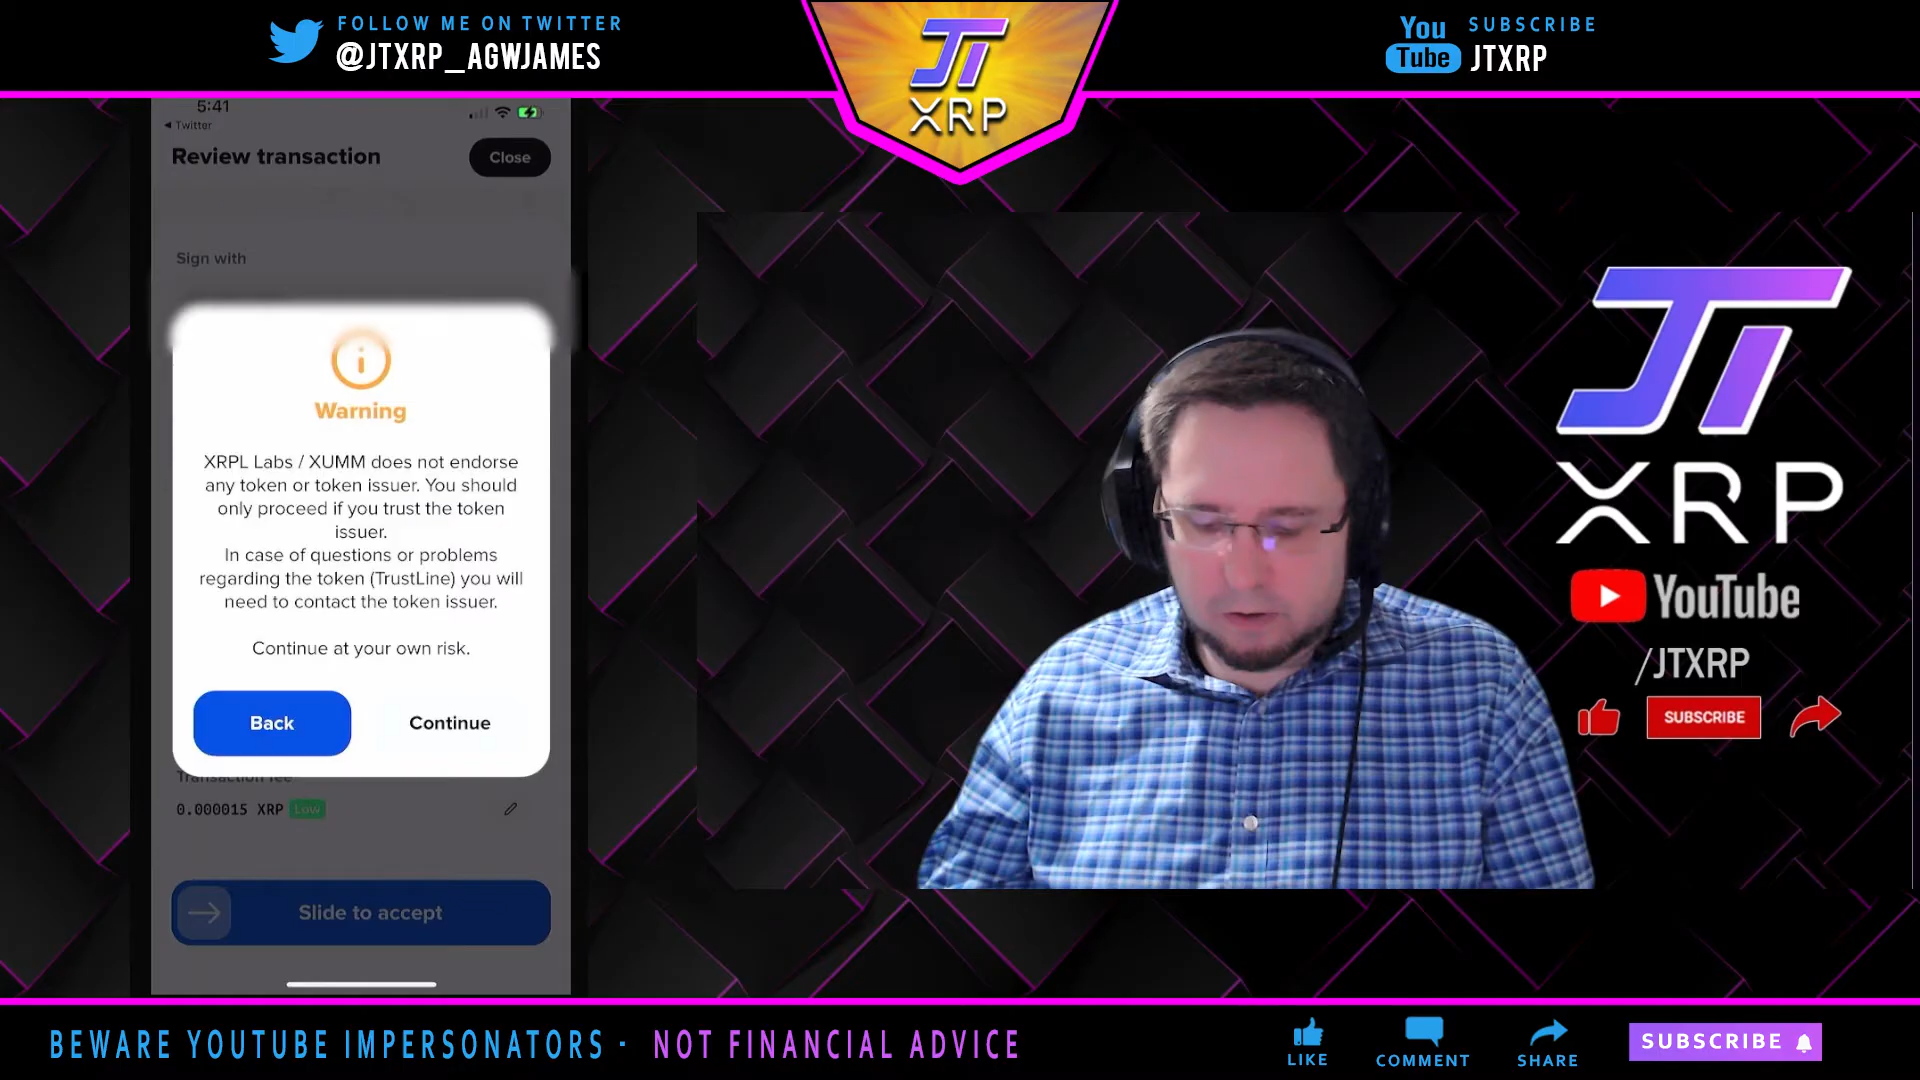 FOLLOW ME ON TWITTER
@JTXRP_AGWJAMES
JT
XRP
You
Tube
SUBSCRIBE
JTXRP
5:41
◄ Twitter
Review transaction
Close
Sign with
Warning
XRPL Labs / XUMM does not endorse
any token or token issuer. You should
only proceed if you trust the token
issuer.
In case of questions or problems
regarding the token (TrustLine) you will
need to contact the token issuer.
Continue at your own risk.
Back
Continue
Transaction fee
0.000015 XRP Low
Slide to accept
JT
XRP
YouTube
/JTXRP
SUBSCRIBE
BEWARE YOUTUBE IMPERSONATORS - NOT FINANCIAL ADVICE
LIKE
COMMENT
SHARE
SUBSCRIBE